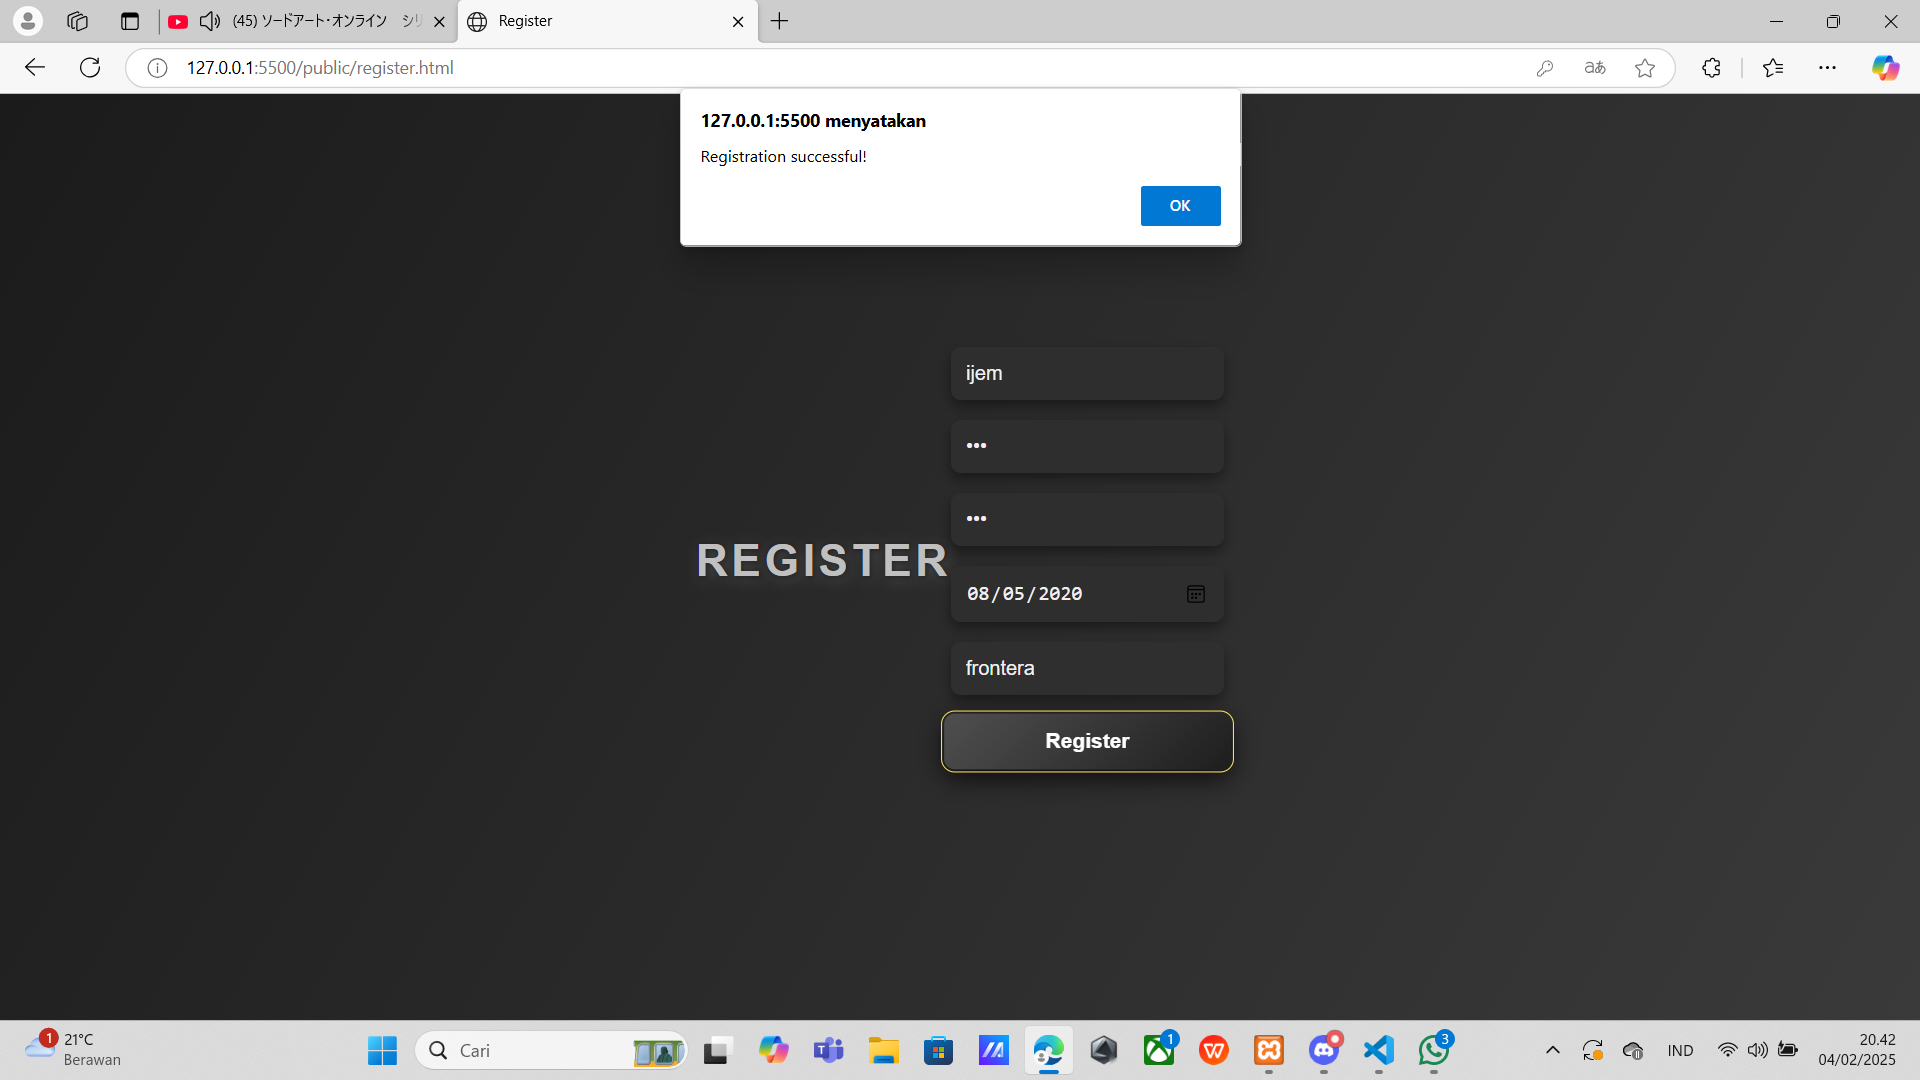 (45) ソードアート・オンライン シリ
Register
127.0.0.1:5500/public/register.html
127.0.0.1:5500 menyatakan
Registration successful!
OK
ijem
•••
•••
REGISTER
08/05/2020
frontera
Register
1
21°C
Berawan
Cari
1
3
IND
20.42
04/02/2025